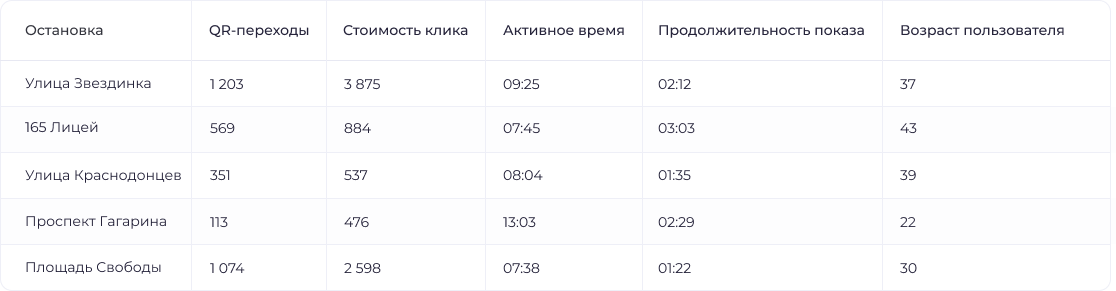 Остановка QR-переходы Стоимость клика Активное время Продолжительность показа Возраст пользователя
Улица Звездинка 1 203 3 875 09:25 02:12 37
165 Лицей 569 884 07:45 03:03 43
Улица Краснодонцев 351 537 08:04 01:35 39
Проспект Гагарина 113 476 13:03 02:29 22
Площадь Свободы 1 074 2 598 07:38 01:22 30